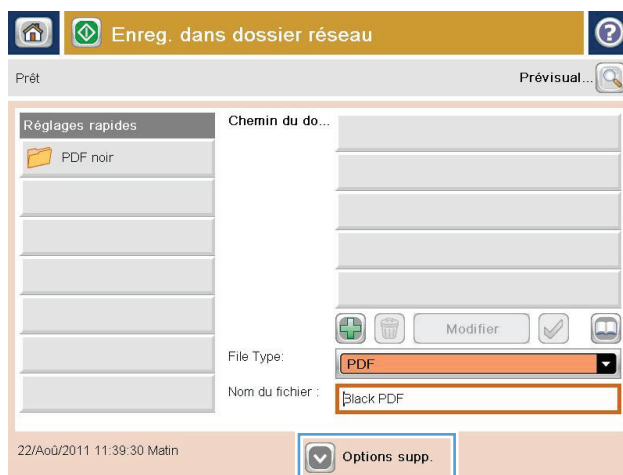 Enreg. dans dossier réseau
Prêt
Prévisual...
Réglages rapides
PDF noir
Chemin du do...
Modifier
File Type:
PDF
Nom du fichier :
Black PDF
22/Aoû/2011 11:39:30 Matin
Options supp.